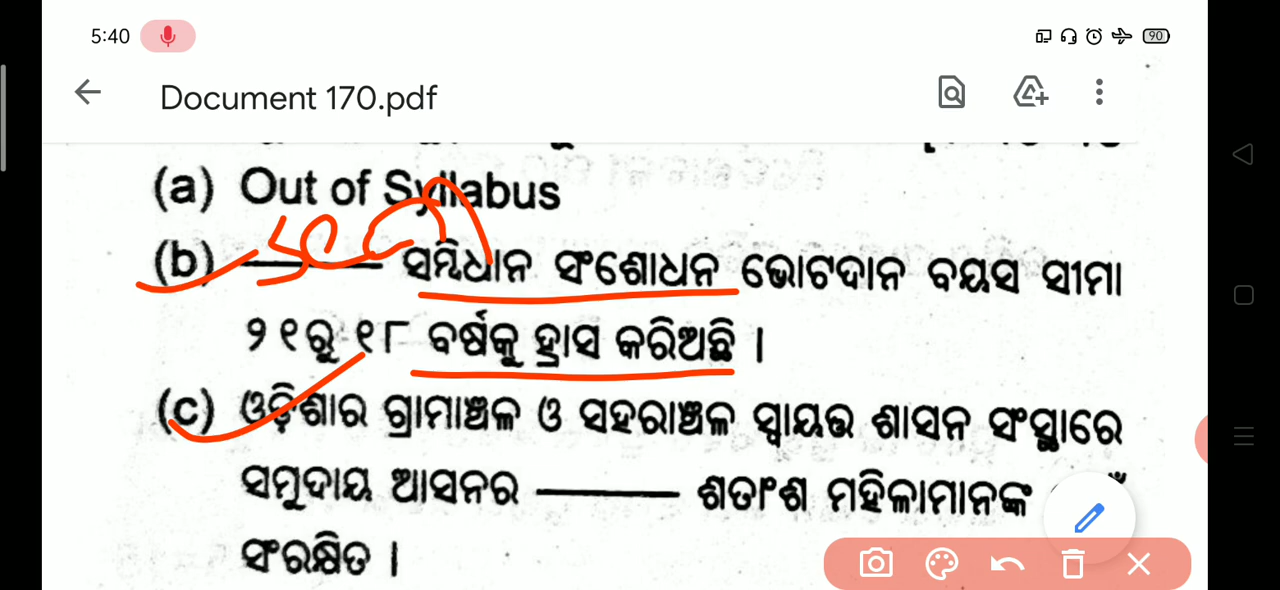 5:40 90
Document 170.pdf
(a) Out of Syllabus
(b) ——— ସମ୍ବିଧାନ ସଂଶୋଧନ ଭୋଟଦାନ ବୟସ ସୀମା
୨୧ରୁ ୧୮ ବର୍ଷକୁ ହ୍ରାସ କରିଅଛି ।
(c) ଓଡ଼ିଶାର ଗ୍ରାମାଞ୍ଚଳ ଓ ସହରାଞ୍ଚଳ ସ୍ୱାୟତ୍ତ ଶାସନ ସଂସ୍ଥାରେ
ସମୁଦାୟ ଆସନର ——— ଶତାଂଶ ମହିଳାମାନଙ୍କ
ସଂରକ୍ଷିତ ।